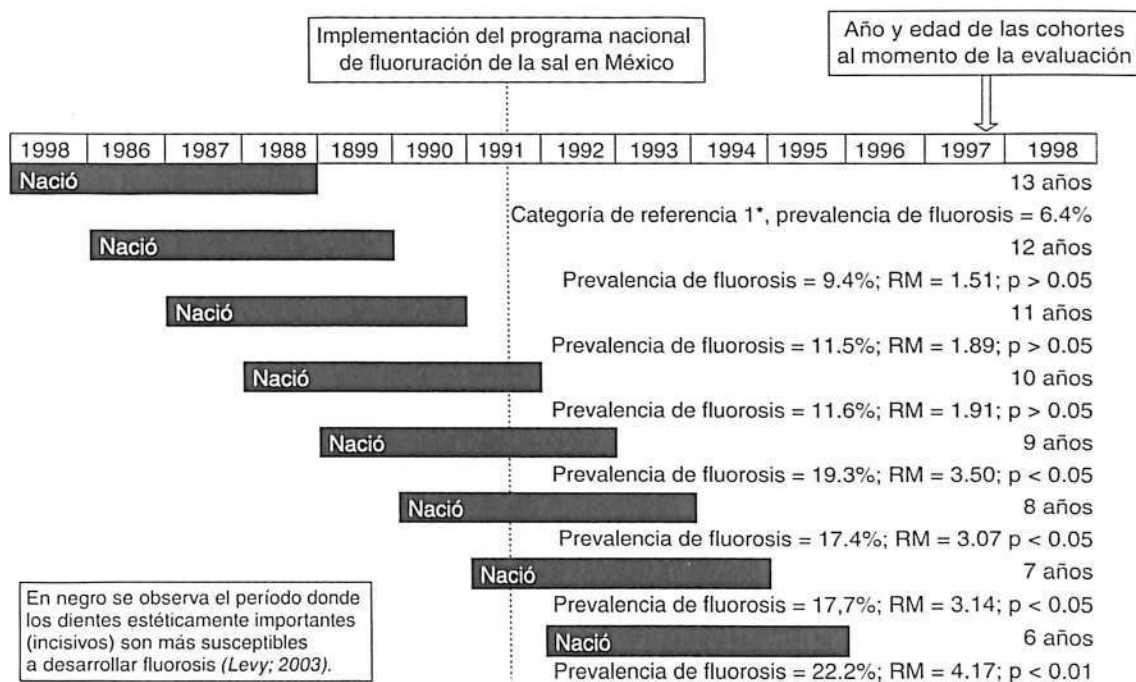 Implementación del programa nacional
de fluoruración de la sal en México
Año y edad de las cohortes
al momento de la evaluación
1998 1986 1987 1988 1899 1990 1991 1992 1993 1994 1995 1996 1997 1998
Nació 13 años
Categoría de referencia 1*, prevalencia de fluorosis = 6.4%
Nació 12 años
Prevalencia de fluorosis = 9.4%; RM = 1.51; p > 0.05
Nació 11 años
Prevalencia de fluorosis = 11.5%; RM = 1.89; p > 0.05
Nació 10 años
Prevalencia de fluorosis = 11.6%; RM = 1.91; p > 0.05
Nació 9 años
Prevalencia de fluorosis = 19.3%; RM = 3.50; p < 0.05
Nació 8 años
Prevalencia de fluorosis = 17.4%; RM = 3.07 p < 0.05
Nació 7 años
Prevalencia de fluorosis = 17,7%; RM = 3.14; p < 0.05
Nació 6 años
Prevalencia de fluorosis = 22.2%; RM = 4.17; p < 0.01
En negro se observa el período donde
los dientes estéticamente importantes
(incisivos) son más susceptibles
a desarrollar fluorosis (Levy; 2003).